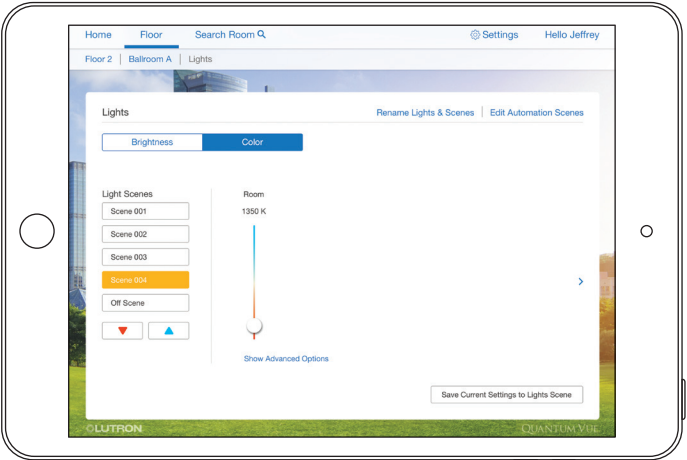 Home Floor Search Room Settings Hello Jeffrey
Floor 2 | Ballroom A | Lights
Lights Rename Lights & Scenes | Edit Automation Scenes
Brightness Color
Light Scenes Room
Scene 001 1350 K
Scene 002
Scene 003
Scene 004
Off Scene
Show Advanced Options
Save Current Settings to Lights Scene
LUTRON QUANTUM VUE